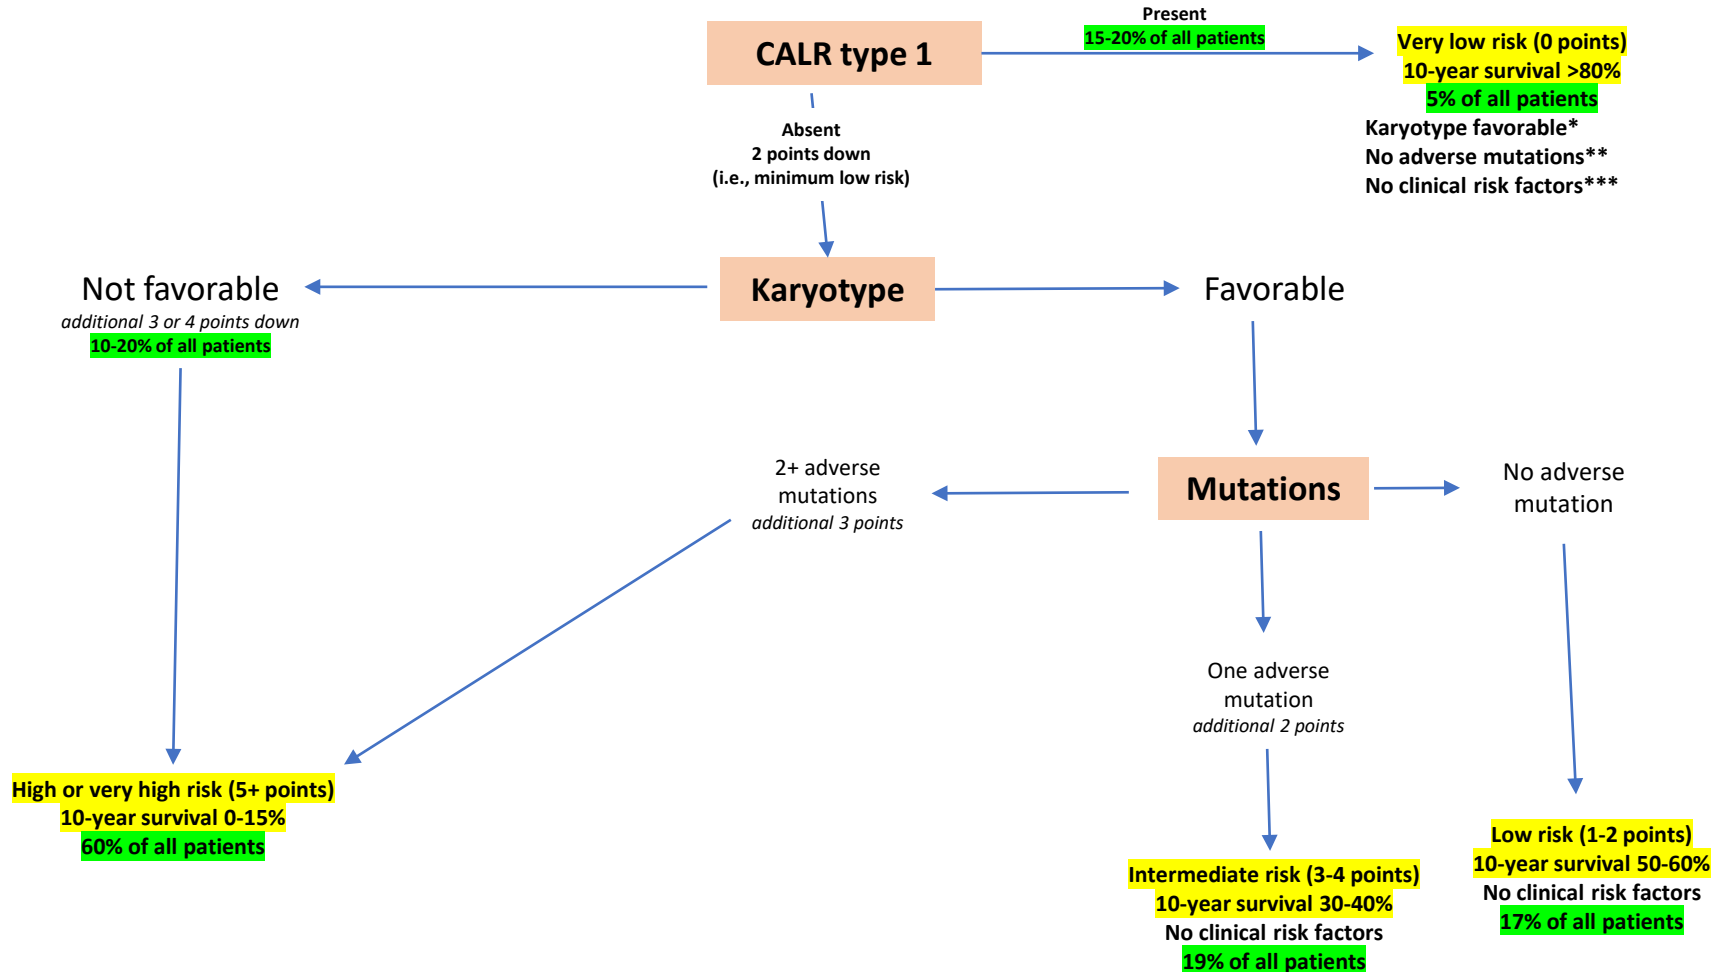 Present
15-20% of all patients
CALR type 1
Very low risk (0 points)
10-year survival >80%
5% of all patients
Karyotype favorable*
No adverse mutations**
No clinical risk factors***
Absent
2 points down
(i.e., minimum low risk)
Not favorable
additional 3 or 4 points down
10-20% of all patients
Karyotype
Favorable
2+ adverse
mutations
additional 3 points
Mutations
No adverse
mutation
One adverse
mutation
additional 2 points
High or very high risk (5+ points)
10-year survival 0-15%
60% of all patients
Intermediate risk (3-4 points)
10-year survival 30-40%
No clinical risk factors
19% of all patients
Low risk (1-2 points)
10-year survival 50-60%
No clinical risk factors
17% of all patients